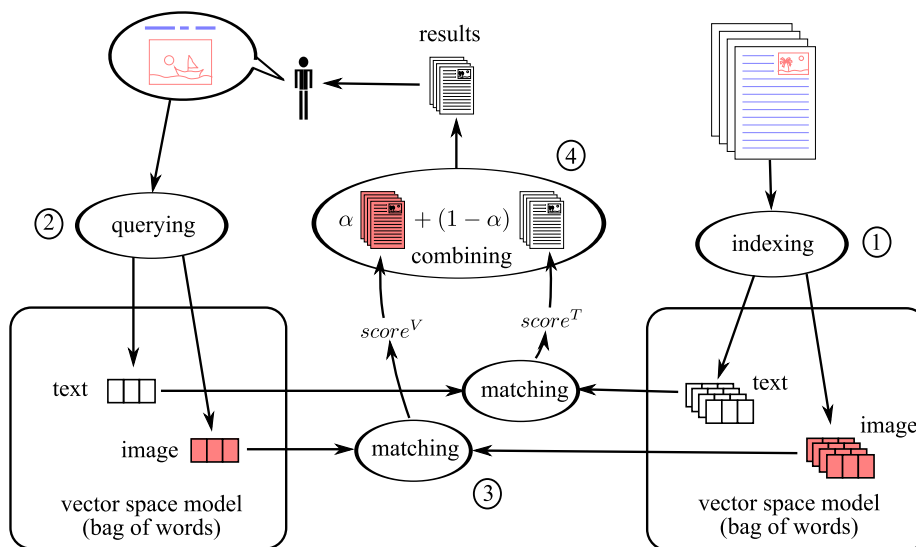 results
④
②
querying
α + (1 − α)
combining
indexing
①
score^V
score^T
text
matching
text
image
matching
image
③
vector space model
(bag of words)
vector space model
(bag of words)